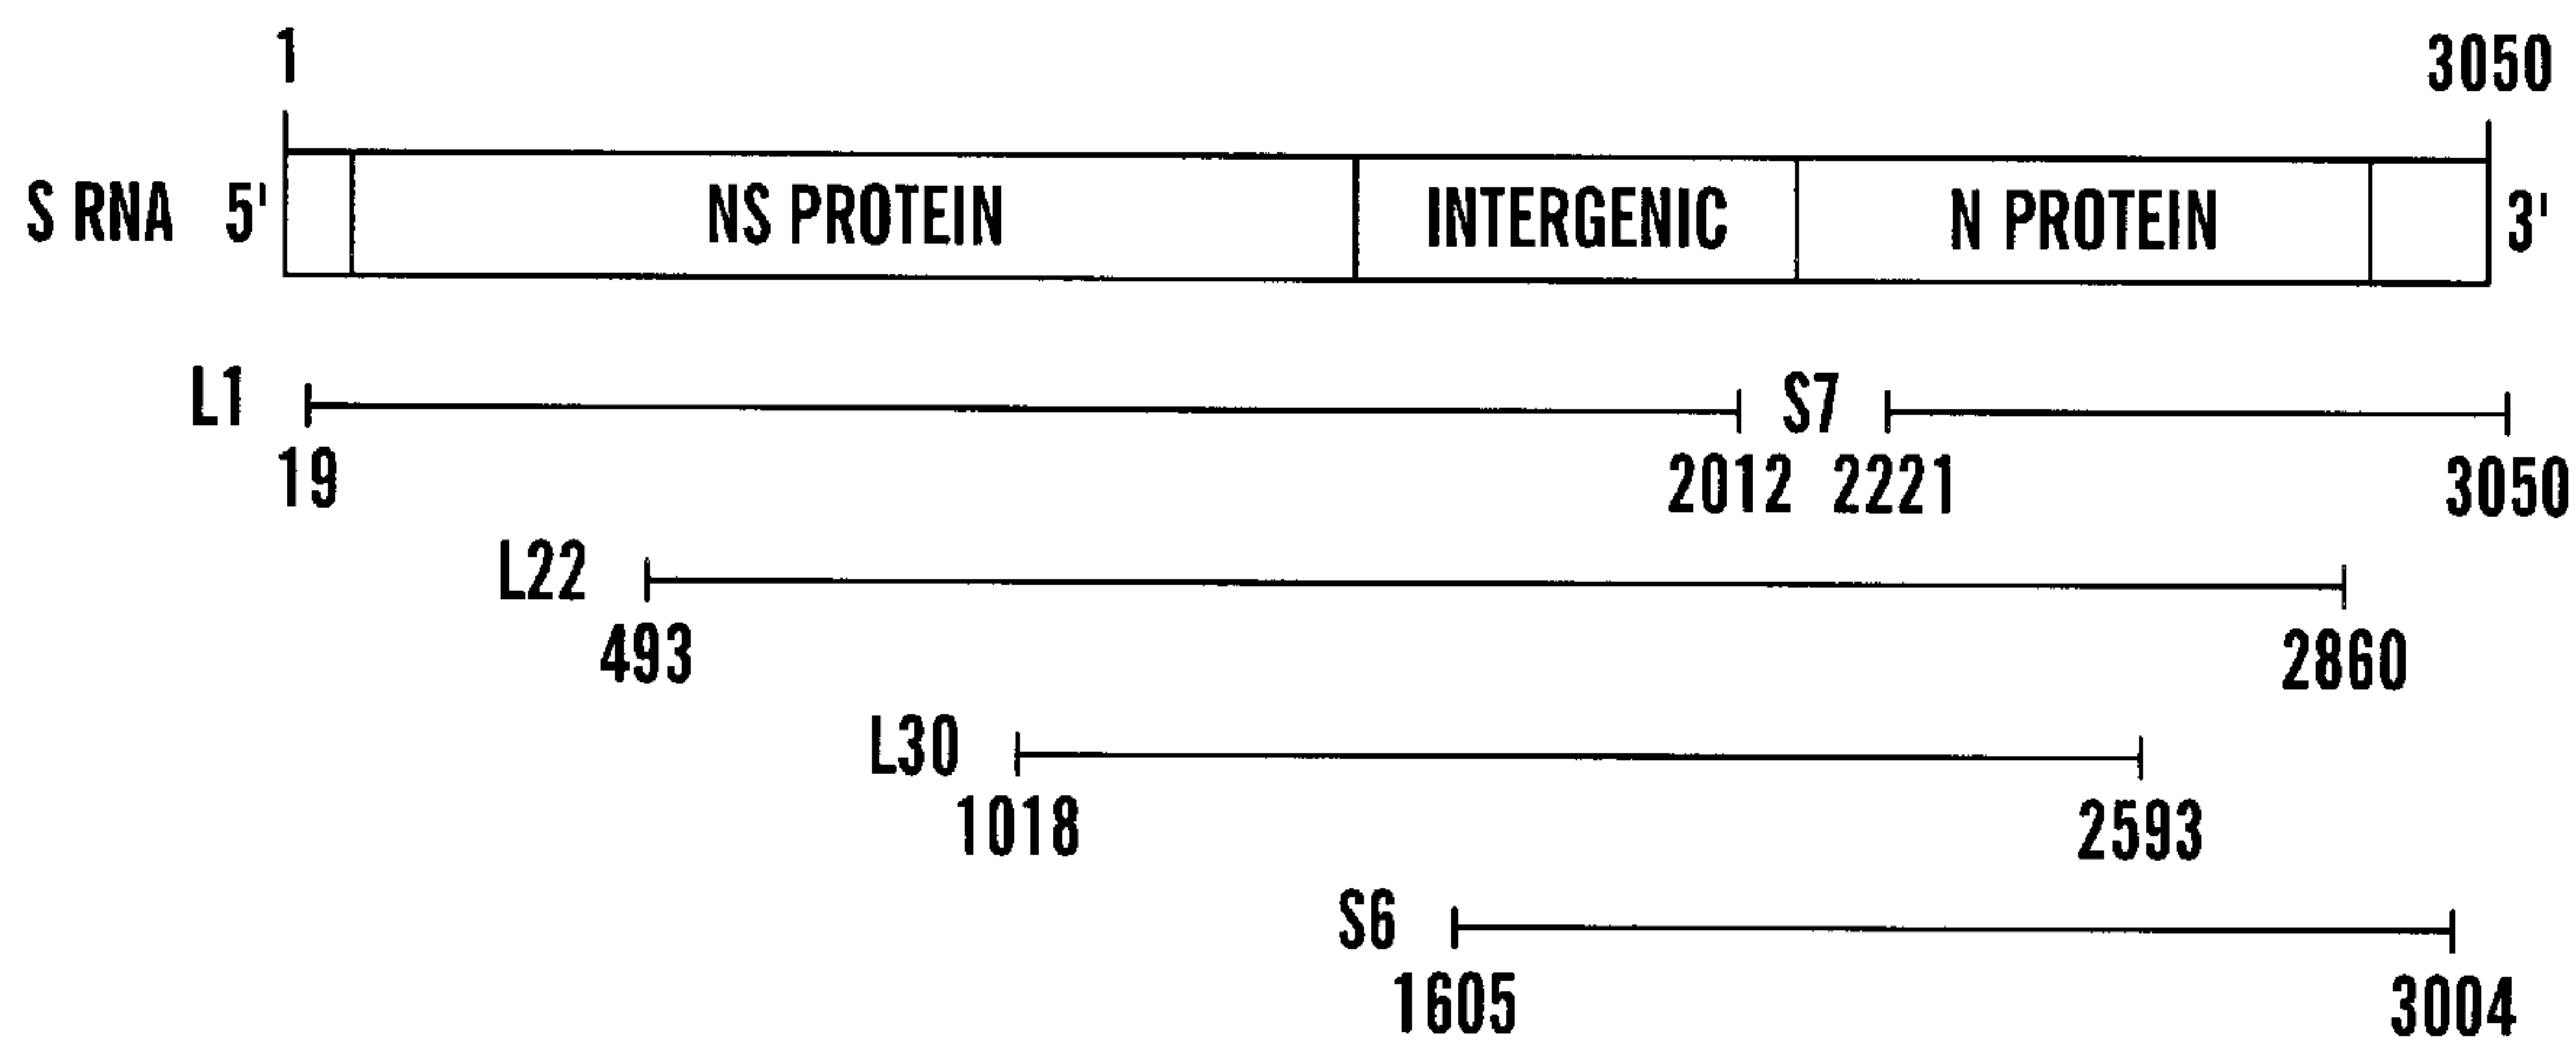 1 3050
S RNA 5' NS PROTEIN INTERGENIC N PROTEIN 3'
L1 S7
19 2012 2221 3050
L22
493 2860
L30
1018 2593
S6
1605 3004